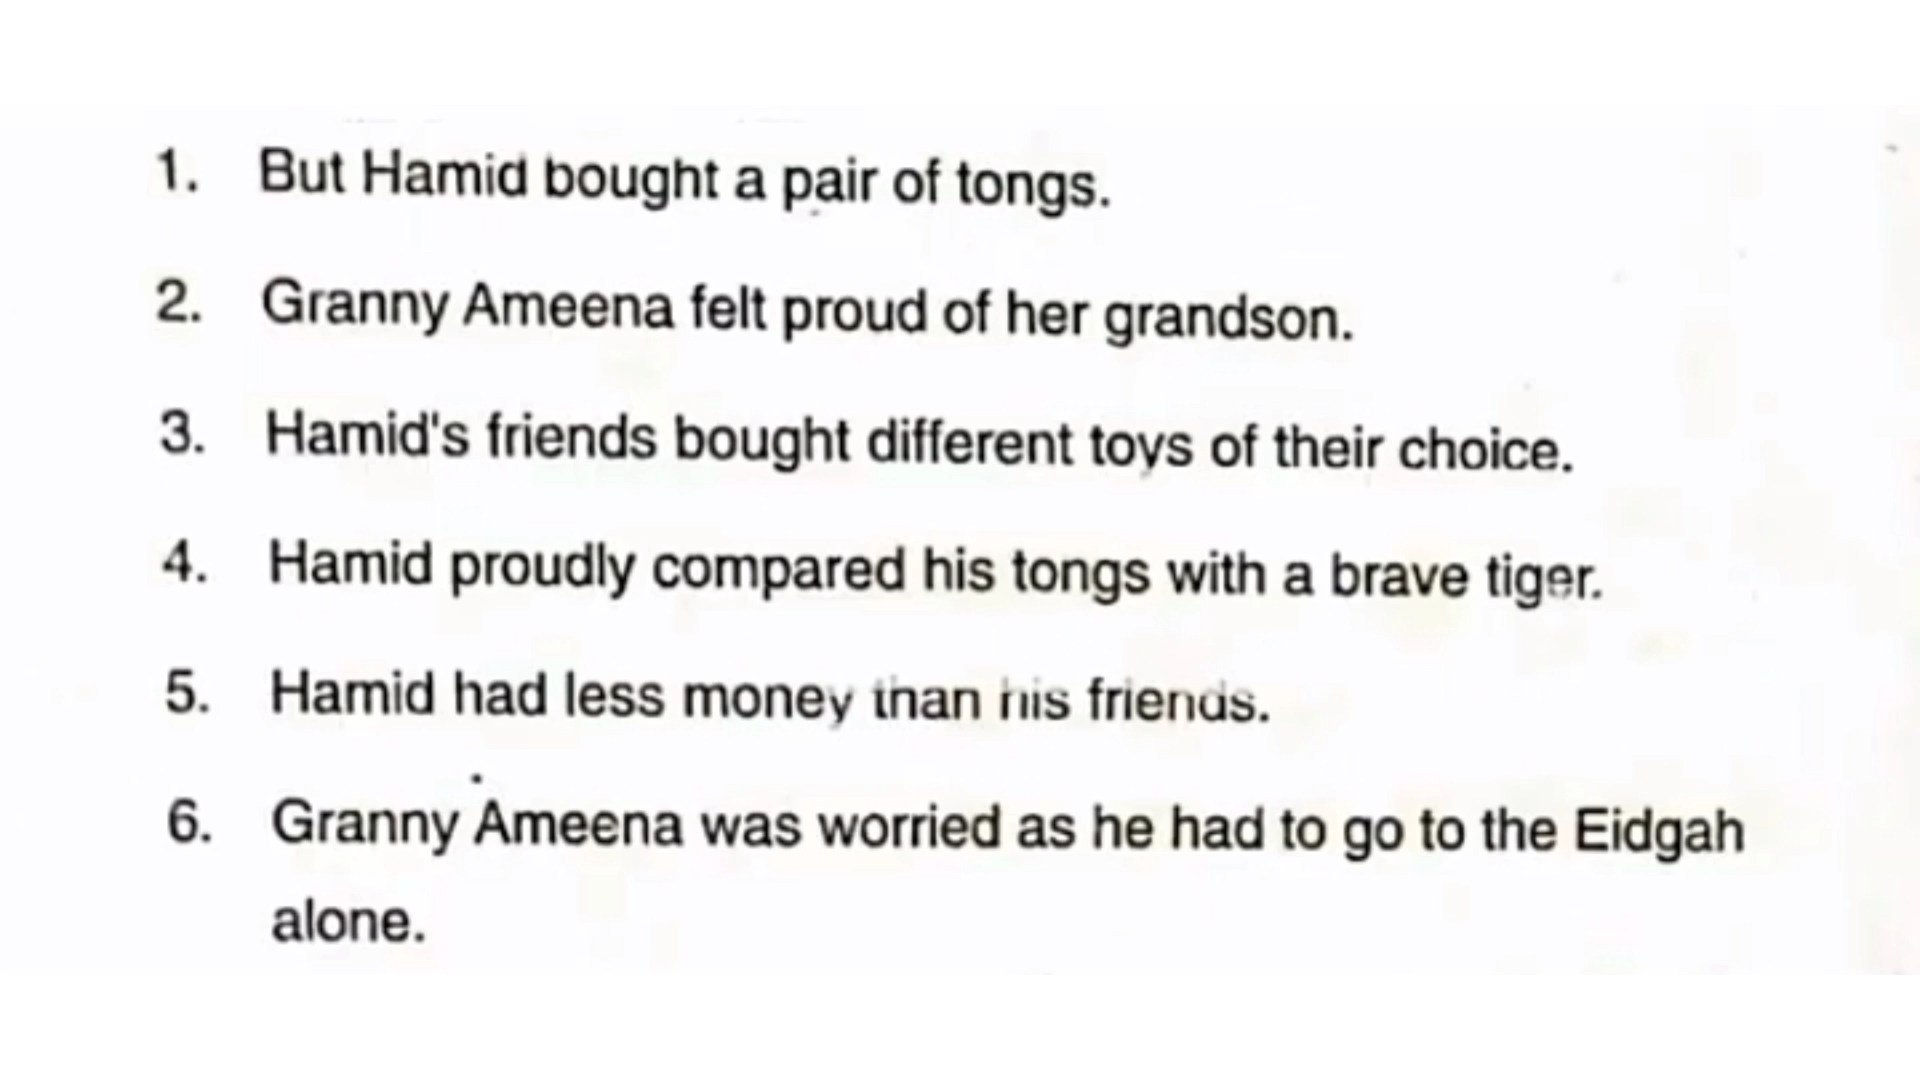 1. But Hamid bought a pair of tongs.
2. Granny Ameena felt proud of her grandson.
3. Hamid's friends bought different toys of their choice.
4. Hamid proudly compared his tongs with a brave tiger.
5. Hamid had less money than his friends.
6. Granny Ameena was worried as he had to go to the Eidgah
alone.